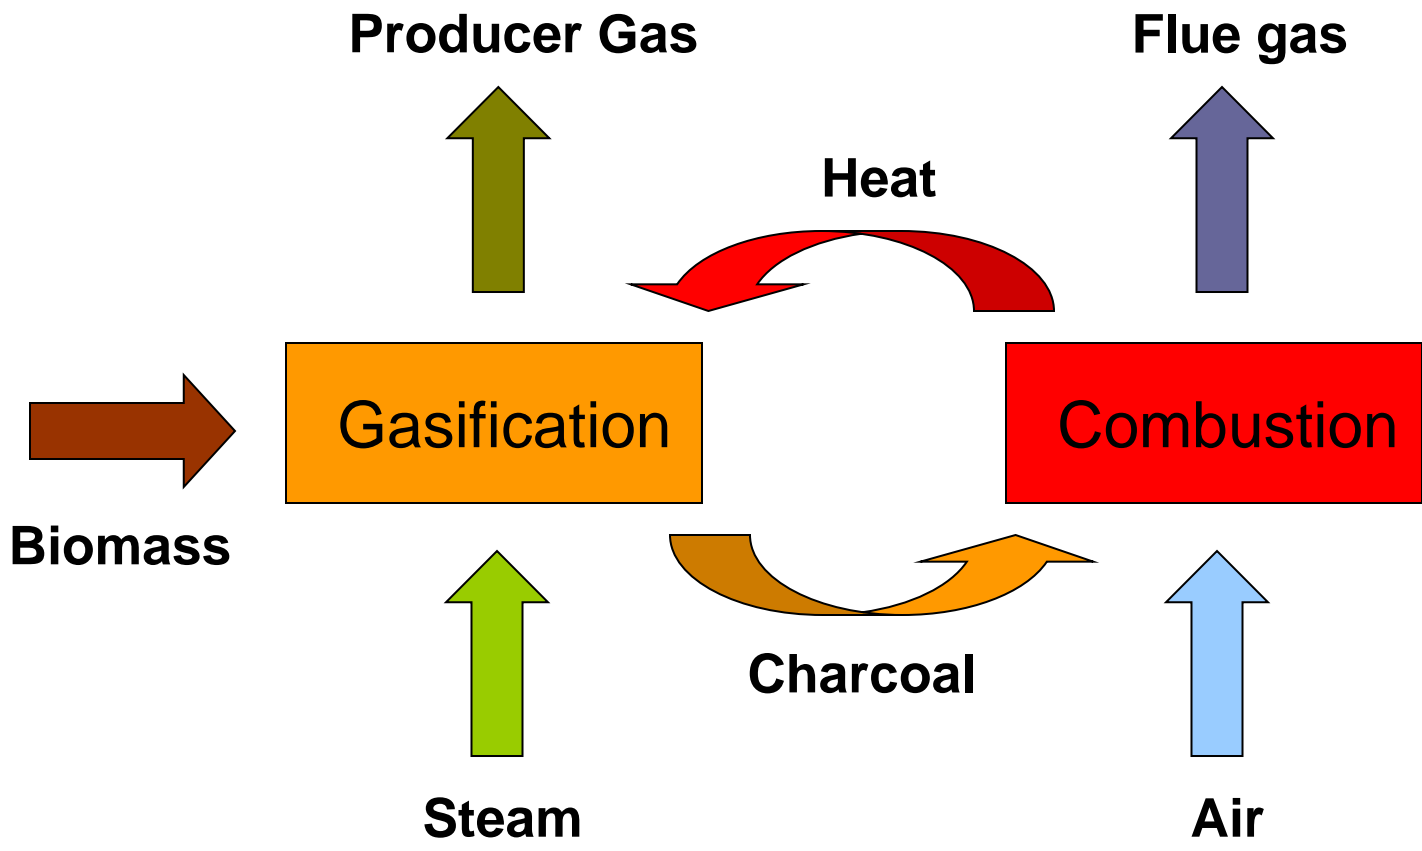 Producer Gas
Flue gas
Heat
Gasification
Combustion
Biomass
Charcoal
Steam
Air